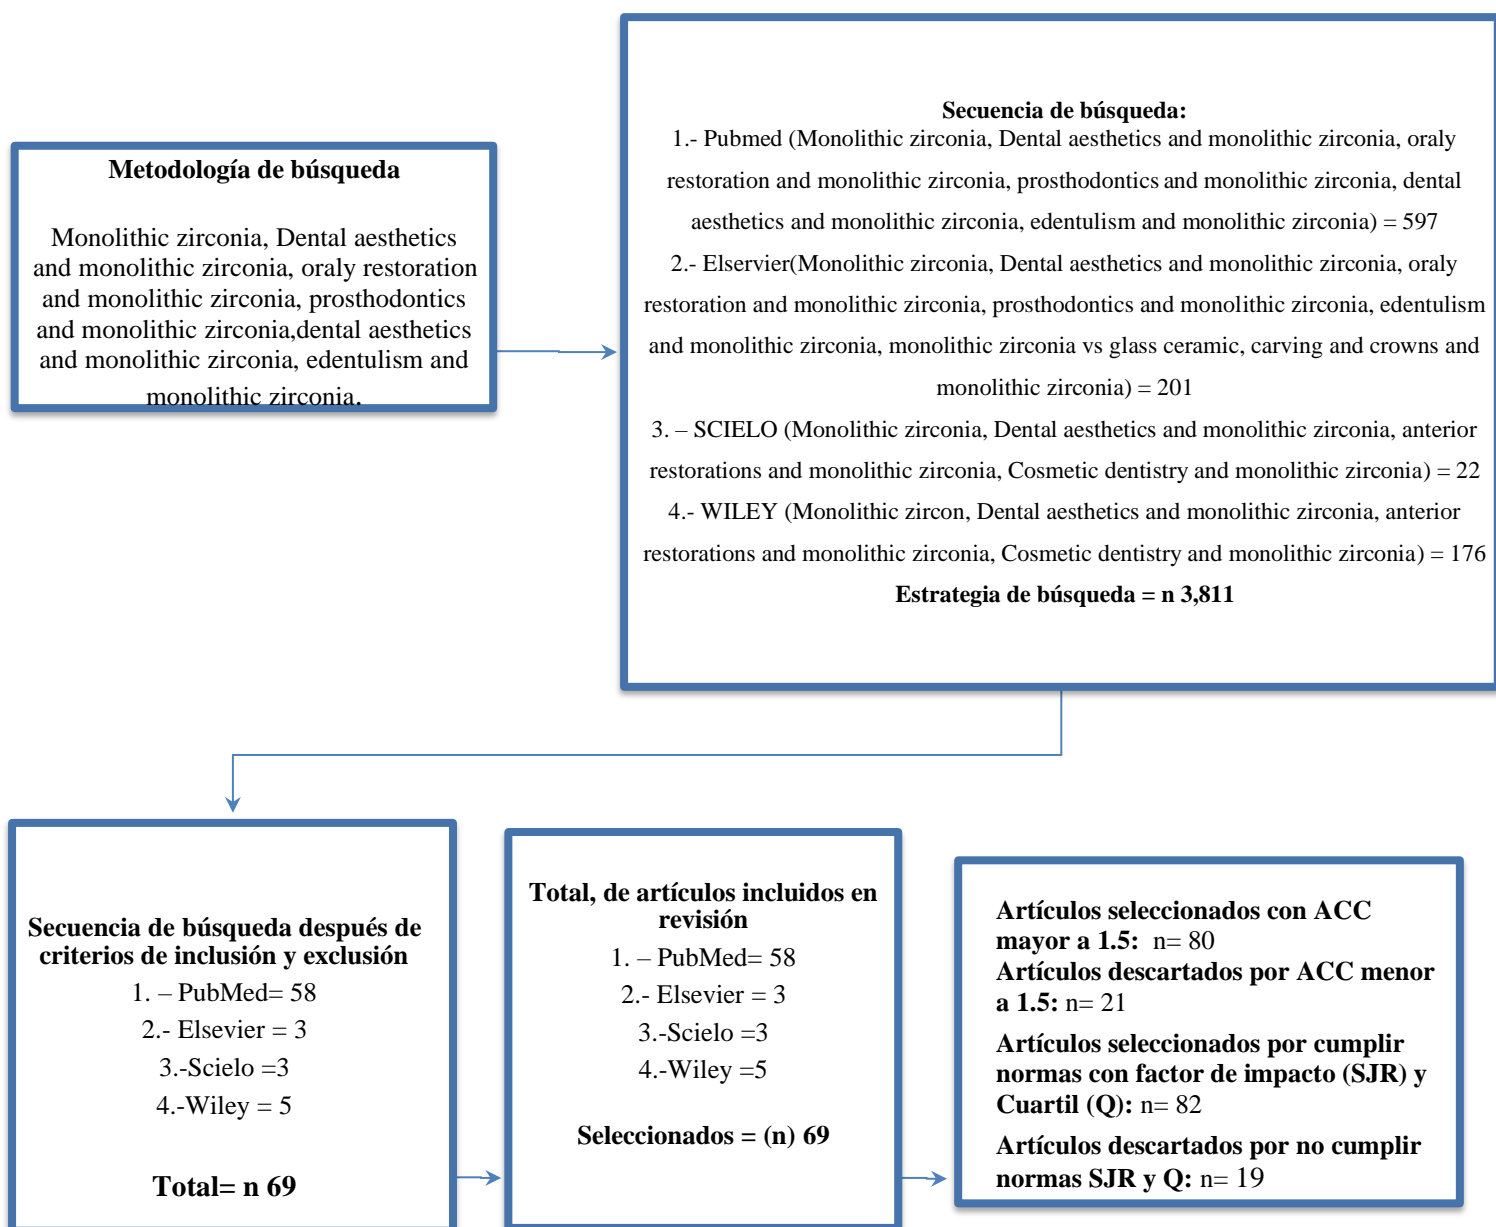 Metodología de búsqueda
Monolithic zirconia, Dental aesthetics
and monolithic zirconia, oraly restoration
and monolithic zirconia, prosthodontics
and monolithic zirconia,dental aesthetics
and monolithic zirconia, edentulism and
monolithic zirconia.
Secuencia de búsqueda:
1.- Pubmed (Monolithic zirconia, Dental aesthetics and monolithic zirconia, oraly
restoration and monolithic zirconia, prosthodontics and monolithic zirconia, dental
aesthetics and monolithic zirconia, edentulism and monolithic zirconia) = 597
2.- Elservier(Monolithic zirconia, Dental aesthetics and monolithic zirconia, oraly
restoration and monolithic zirconia, prosthodontics and monolithic zirconia, edentulism
and monolithic zirconia, monolithic zirconia vs glass ceramic, carving and crowns and
monolithic zirconia) = 201
3. – SCIELO (Monolithic zirconia, Dental aesthetics and monolithic zirconia, anterior
restorations and monolithic zirconia, Cosmetic dentistry and monolithic zirconia) = 22
4.- WILEY (Monolithic zircon, Dental aesthetics and monolithic zirconia, anterior
restorations and monolithic zirconia, Cosmetic dentistry and monolithic zirconia) = 176
Estrategia de búsqueda = n 3,811
Secuencia de búsqueda después de
criterios de inclusión y exclusión
1. – PubMed= 58
2.- Elsevier = 3
3.-Scielo =3
4.-Wiley = 5
Total= n 69
Total, de artículos incluidos en
revisión
1. – PubMed= 58
2.- Elsevier = 3
3.-Scielo =3
4.-Wiley =5
Seleccionados = (n) 69
Artículos seleccionados con ACC
mayor a 1.5: n= 80
Artículos descartados por ACC menor
a 1.5: n= 21
Artículos seleccionados por cumplir
normas con factor de impacto (SJR) y
Cuartil (Q): n= 82
Artículos descartados por no cumplir
normas SJR y Q: n= 19